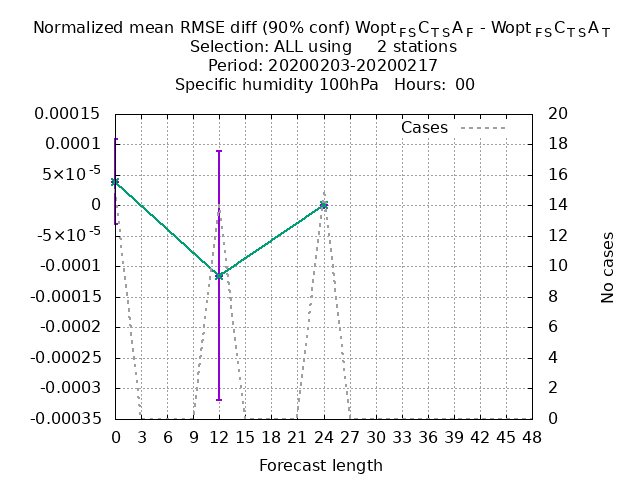 Normalized mean RMSE diff (90% conf) Wopt FS C T S A F - Wopt FS C T S A T
Selection: ALL using 2 stations
Period: 20200203-20200217
Specific humidity 100hPa Hours: 00
Cases
0.00015
0.0001
5×10-5
0
-5×10-5
-0.0001
-0.00015
-0.0002
-0.00025
-0.0003
-0.00035
20
18
16
14
12
10
8
6
4
2
0
No cases
0 3 6 9 12 15 18 21 24 27 30 33 36 39 42 45 48
Forecast length